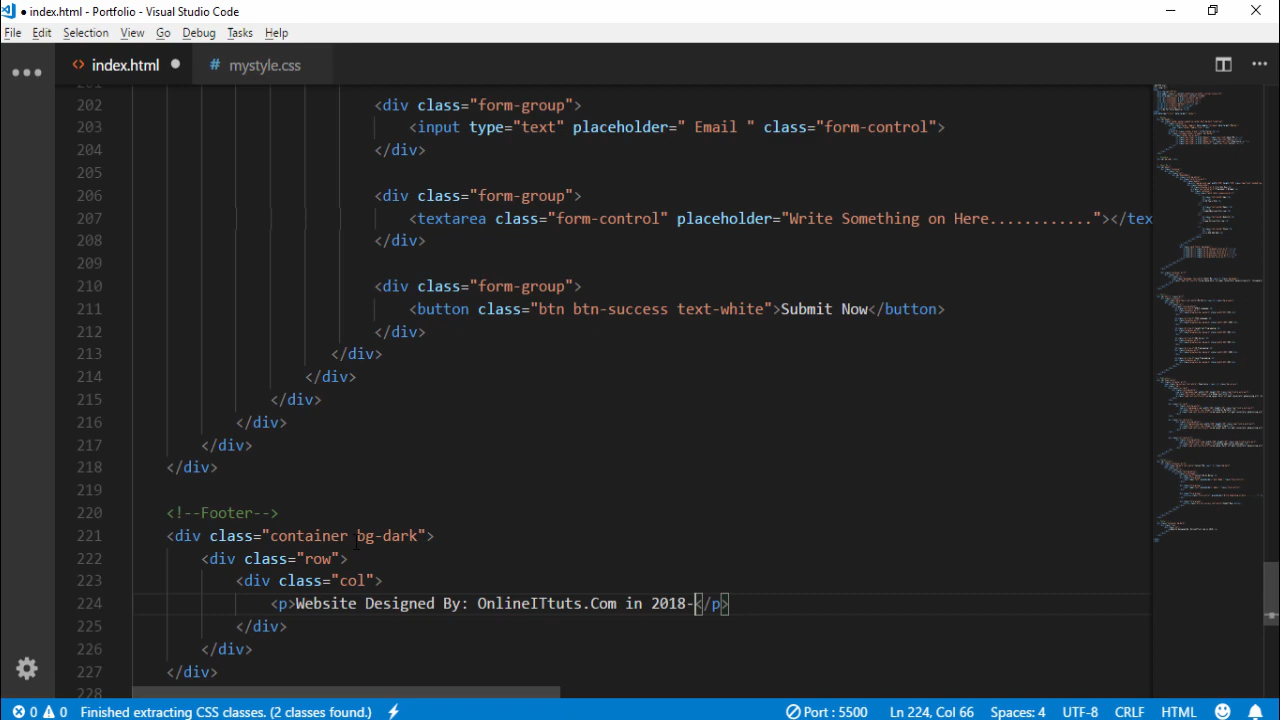 ● index.html - Portfolio - Visual Studio Code
File Edit Selection View Go Debug Tasks Help
<> index.html ● # mystyle.css
201
202 <div class="form-group">
203 <input type="text" placeholder=" Email " class="form-control">
204 </div>
205
206 <div class="form-group">
207 <textarea class="form-control" placeholder="Write Something on Here............"></tex
208 </div>
209
210 <div class="form-group">
211 <button class="btn btn-success text-white">Submit Now</button>
212 </div>
213 </div>
214 </div>
215 </div>
216 </div>
217 </div>
218 </div>
219
220 <!--Footer-->
221 <div class="container bg-dark">
222 <div class="row">
223 <div class="col">
224 <p>Website Designed By: OnlineITtuts.Com in 2018-</p>
225 </div>
226 </div>
227 </div>
228
0 0 Finished extracting CSS classes. (2 classes found.) Port : 5500 Ln 224, Col 66 Spaces: 4 UTF-8 CRLF HTML